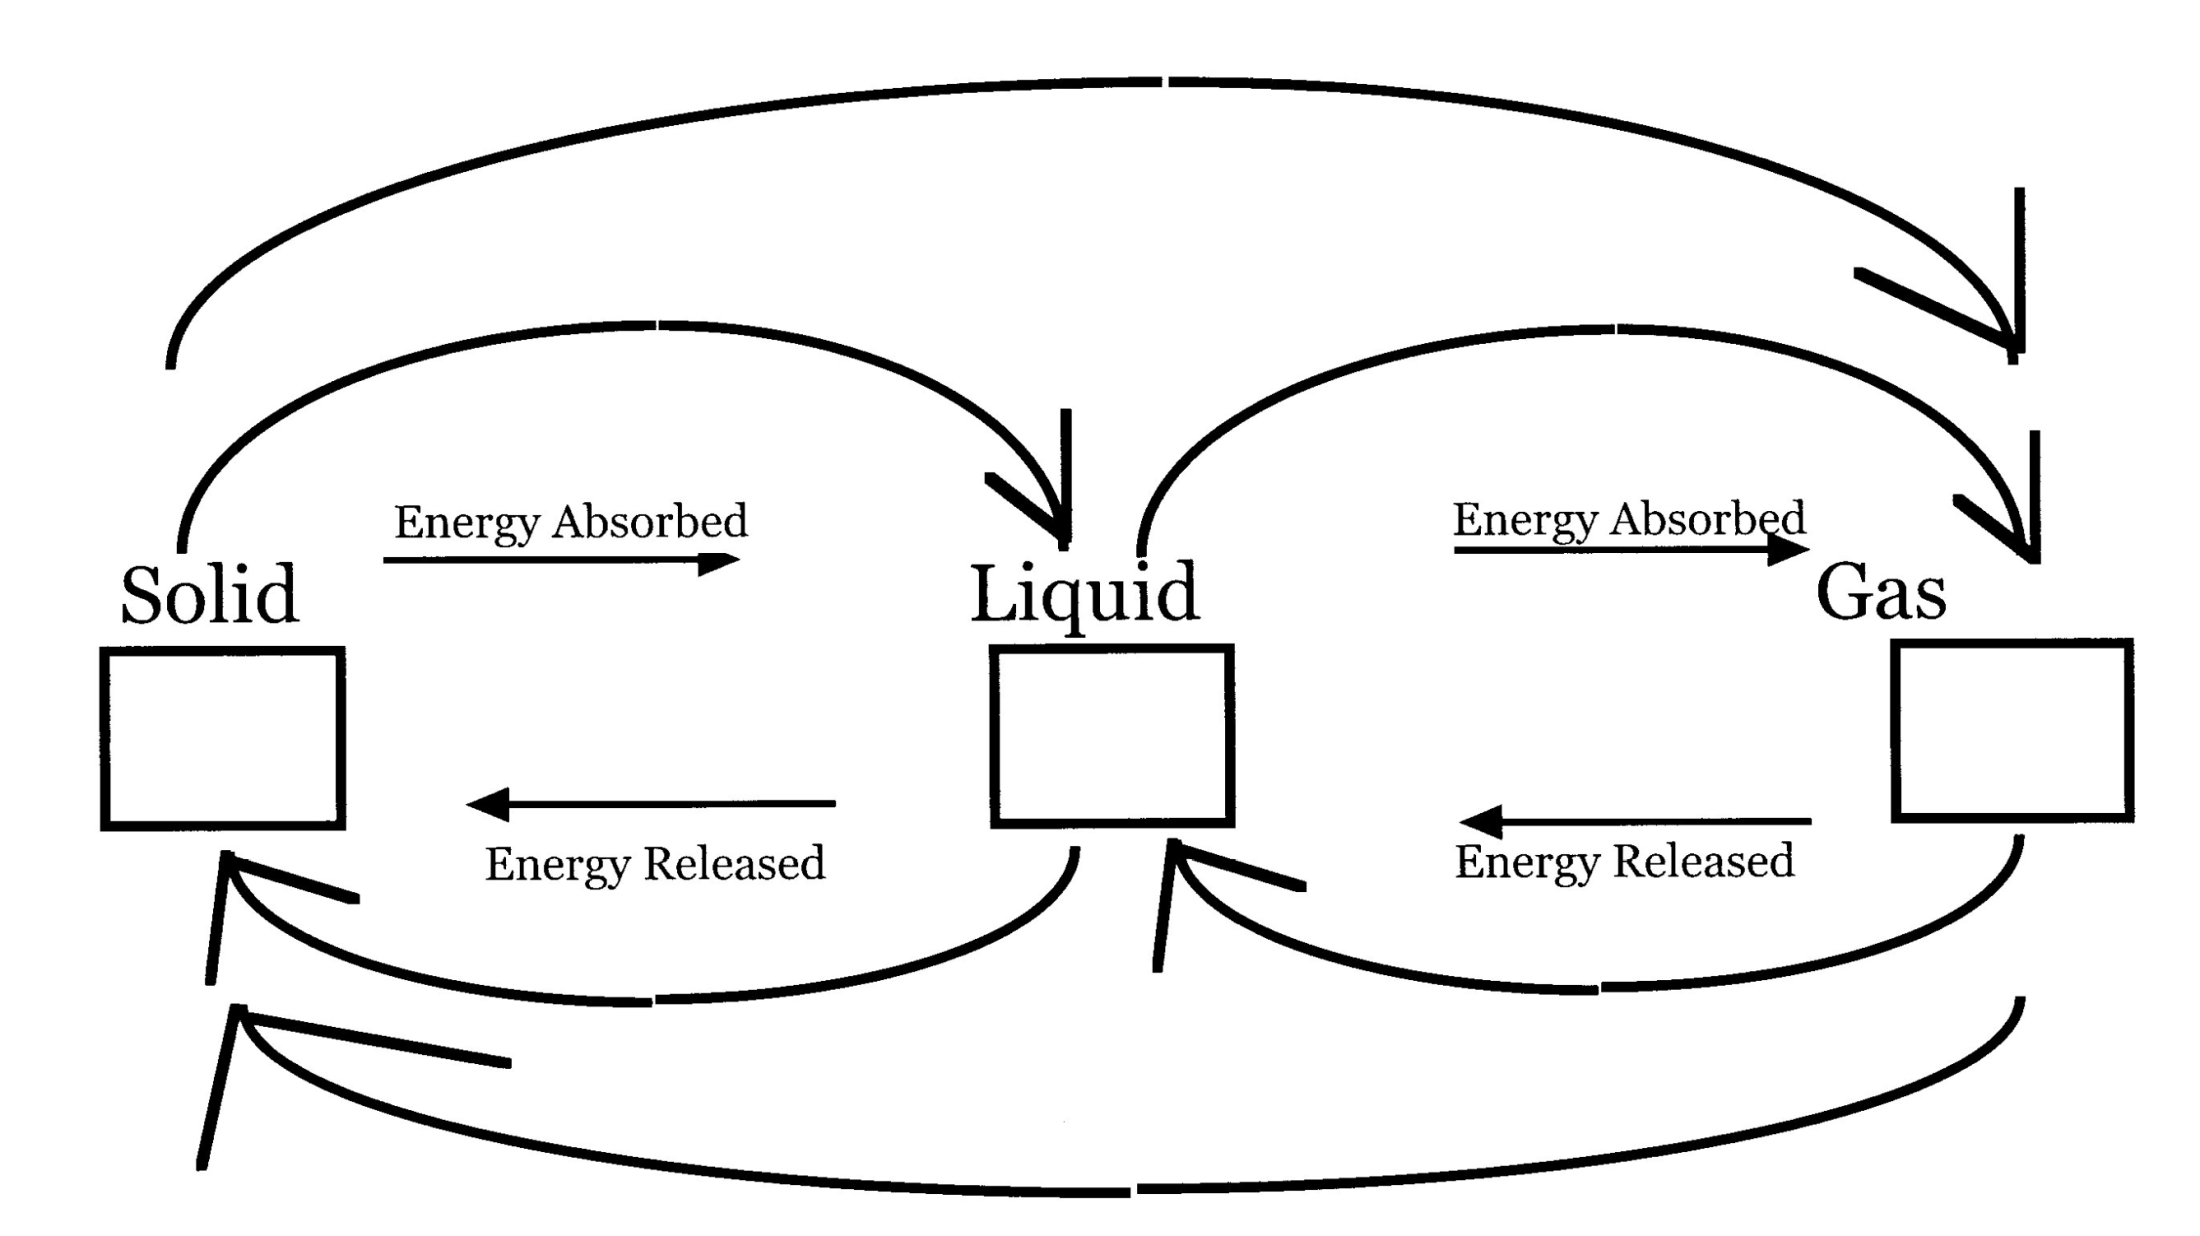 Energy Absorbed
Energy Absorbed
Solid
Liquid
Gas
Energy Released
Energy Released